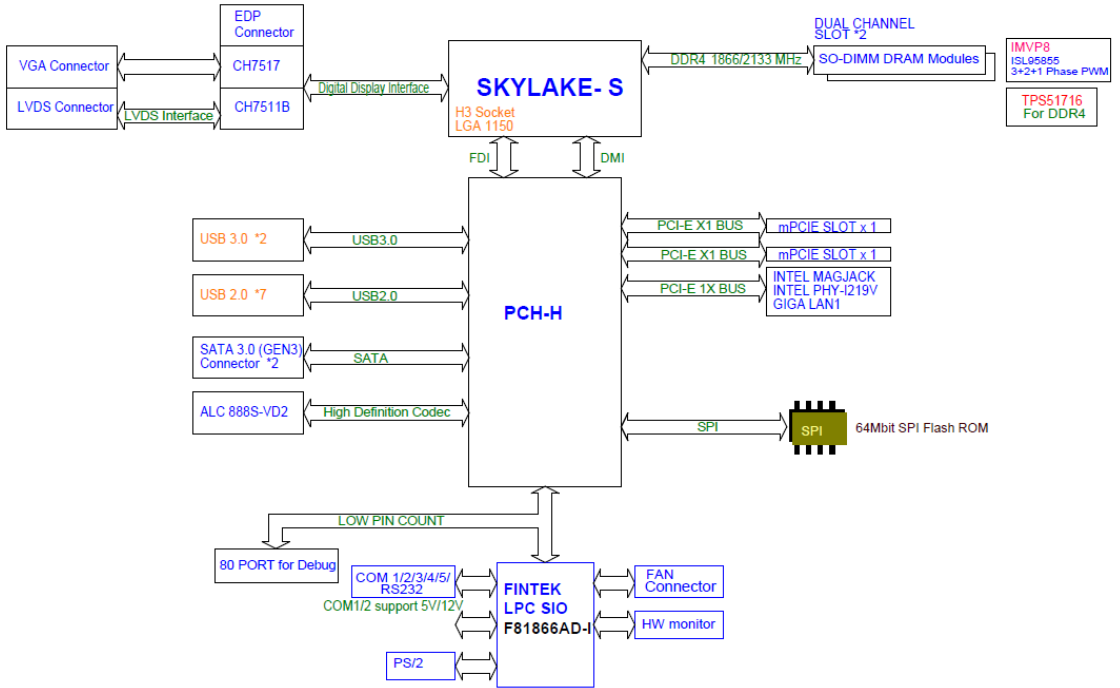 EDP
Connector
VGA Connector
CH7517
LVDS Connector
CH7511B
LVDS Interface
Digital Display Interface
SKYLAKE- S
H3 Socket
LGA 1150
DDR4  1866/2133 MHz
DUAL CHANNEL
SLOT *2
SO-DIMM DRAM Modules
IMVP8
ISL95855
3+2+1 Phase PWM
TPS51716
For DDR4
FDI
DMI
USB 3.0  *2
USB3.0
USB 2.0  *7
USB2.0
SATA 3.0 (GEN3)
Connector  *2
SATA
ALC 888S-VD2
High Definition Codec
PCH-H
PCI-E X1 BUS
mPCIE SLOT x 1
PCI-E X1 BUS
mPCIE SLOT x 1
PCI-E 1X BUS
INTEL MAGJACK
INTEL PHY-I219V
GIGA LAN1
SPI
SPI
64Mbit SPI Flash ROM
LOW PIN COUNT
80 PORT for Debug
COM 1/2/3/4/5/
RS232
COM1/2 support 5V/12V
PS/2
FINTEK
LPC SIO
F81866AD-I
FAN
Connector
HW monitor